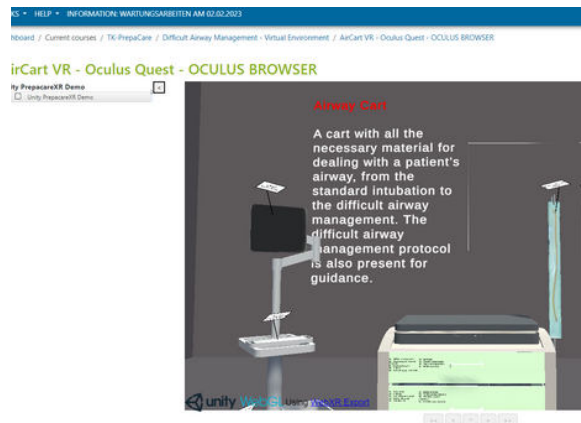 KS HELP INFORMATION: WARTUNGSARBEITEN AM 02.02.2023
hboard / Current courses / TK-PrepaCare / Difficult Airway Management - Virtual Environment / AirCart VR - Oculus Quest - OCULUS BROWSER
irCart VR - Oculus Quest - OCULUS BROWSER
ity PrepacareXR Demo
Unity PrepacareXR Demo
Airway Cart
A cart with all the
necessary material for
dealing with a patient's
airway, from the
standard intubation to
the difficult airway
management. The
difficult airway
management protocol
is also present for
guidance.
unity WebGL Using WebXR Export